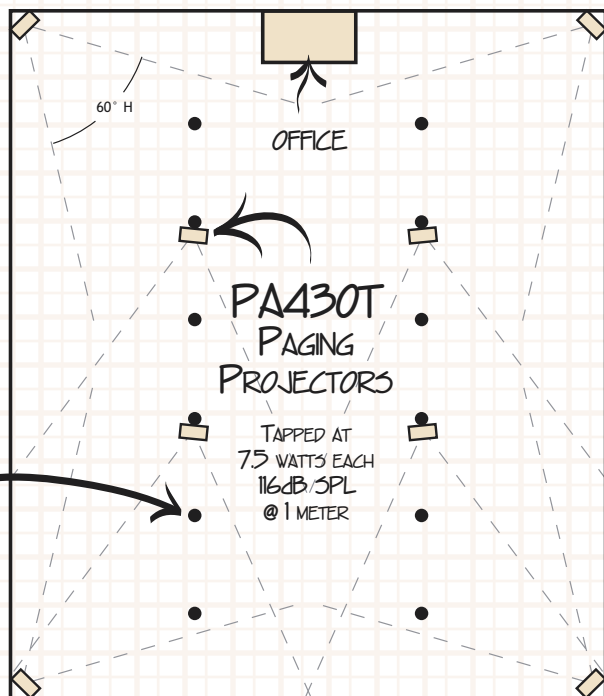 60° H
OFFICE
PA430T
PAGING
PROJECTORS
TAPPED AT
7.5 WATTS EACH
116dB SPL
@ 1 METER